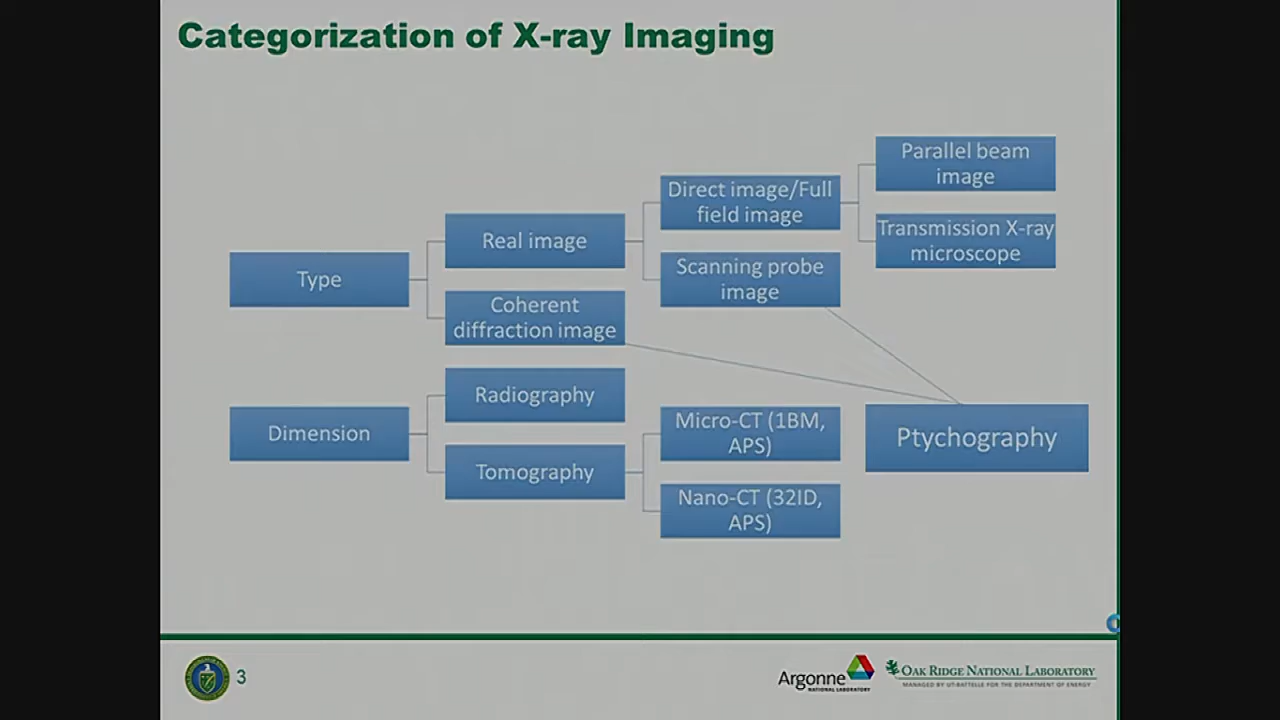 Categorization of X-ray Imaging
Parallel beam
image
Direct image/Full
field image
Transmission X-ray
microscope
Real image
Scanning probe
image
Type
Coherent
diffraction image
Radiography
Micro-CT (1BM,
APS)
Ptychography
Dimension
Tomography
Nano-CT (32ID,
APS)
3
Argonne
NATIONAL LABORATORY
OAK RIDGE NATIONAL LABORATORY
MANAGED BY UT-BATTELLE FOR THE DEPARTMENT OF ENERGY